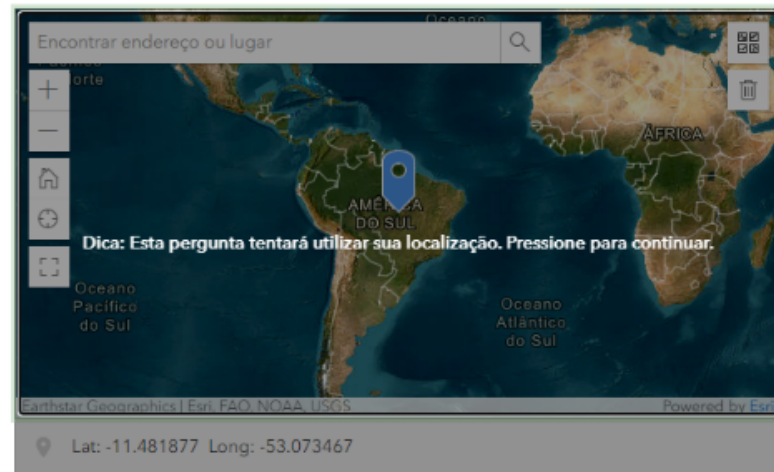 Oceano
Encontrar endereço ou lugar
orte
ÁFRICA
AMÉRICA
DO SUL
Dica: Esta pergunta tentará utilizar sua localização. Pressione para continuar.
Oceano
Pacífico
do Sul
Oceano
Atlântico
do Sul
Earthstar Geographics | Esri, FAO, NOAA, USGS
Powered by Esri
Lat: -11.481877 Long: -53.073467